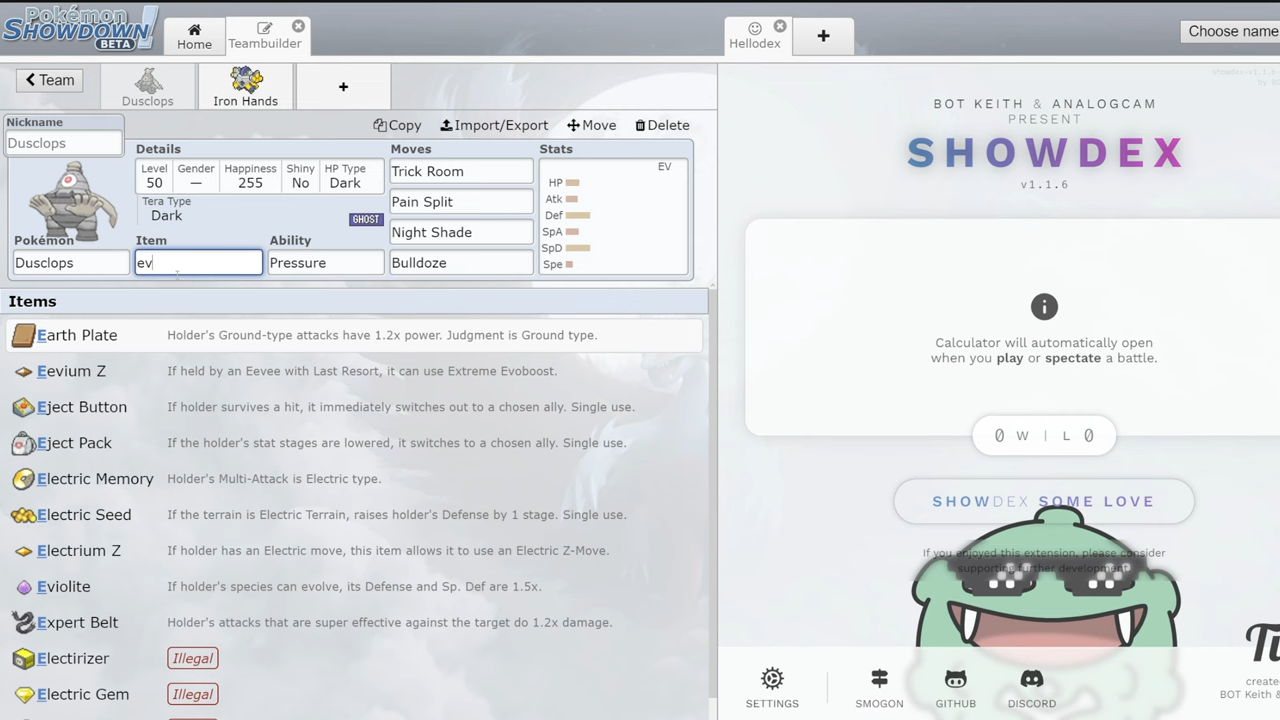 Pokémon
SHOWDOWN!
BETA
Home
Teambuilder
Hellodex
+
Choose name
Team
Dusclops
Iron Hands
+
Nickname
Dusclops
Copy
Import/Export
Move
Delete
Details
Level
50
Gender
—
Happiness
255
Shiny
No
HP Type
Dark
Tera Type
Dark
GHOST
Pokémon
Dusclops
Item
ev
Ability
Pressure
Moves
Trick Room
Pain Split
Night Shade
Bulldoze
Stats
EV
HP
Atk
Def
SpA
SpD
Spe
Items
Earth Plate Holder's Ground-type attacks have 1.2x power. Judgment is Ground type.
Eevium Z If held by an Eevee with Last Resort, it can use Extreme Evoboost.
Eject Button If holder survives a hit, it immediately switches out to a chosen ally. Single use.
Eject Pack If the holder's stat stages are lowered, it switches to a chosen ally. Single use.
Electric Memory Holder's Multi-Attack is Electric type.
Electric Seed If the terrain is Electric Terrain, raises holder's Defense by 1 stage. Single use.
Electrium Z If holder has an Electric move, this item allows it to use an Electric Z-Move.
Eviolite If holder's species can evolve, its Defense and Sp. Def are 1.5x.
Expert Belt Holder's attacks that are super effective against the target do 1.2x damage.
Electirizer Illegal
Electric Gem Illegal
BOT KEITH & ANALOGCAM
PRESENT
SHOWDEX
v1.1.6
Calculator will automatically open
when you play or spectate a battle.
0 W | L 0
SHOWDEX SOME LOVE
If you enjoyed this extension, please consider
supporting further development.
SETTINGS
SMOGON
GITHUB
DISCORD
create
BOT Keith &